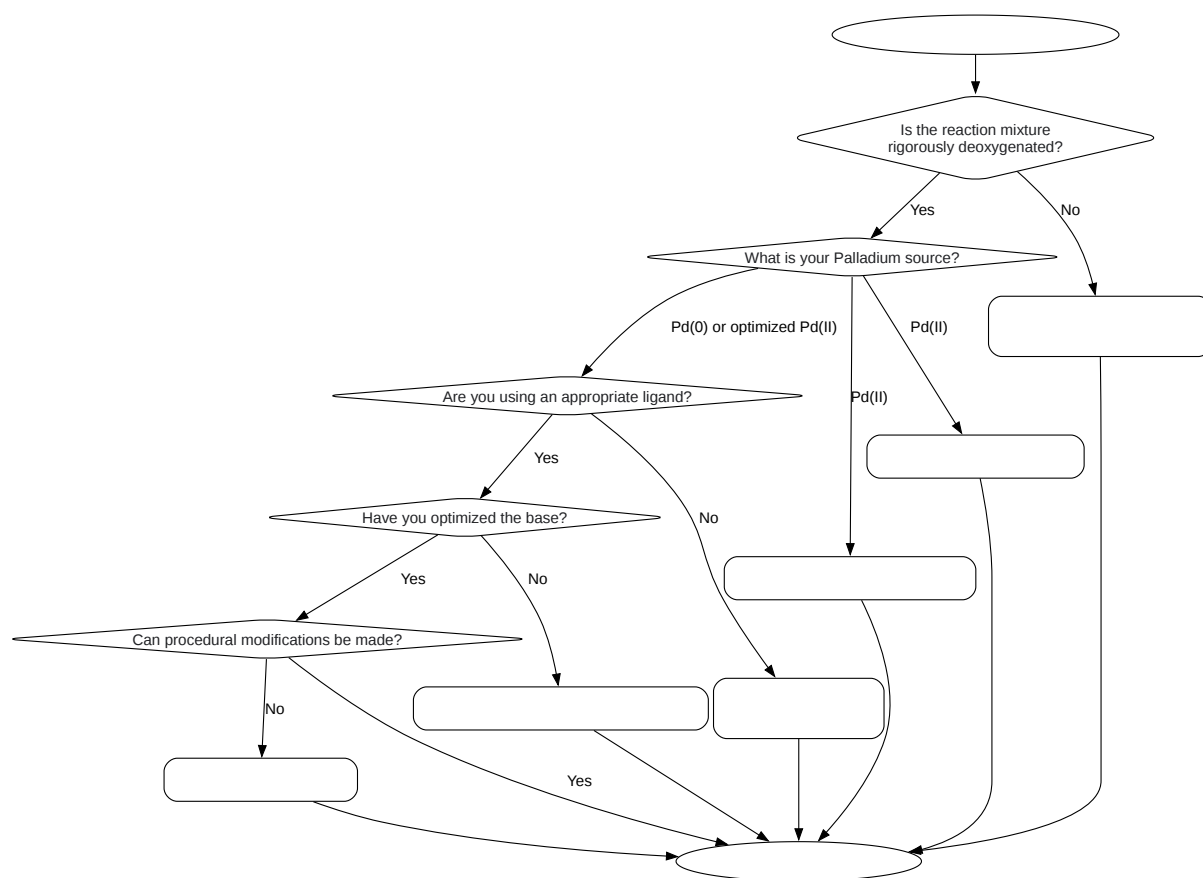 Is the reaction mixture
rigorously deoxygenated?
Yes
No
What is your Palladium source?
Pd(0) or optimized Pd(II)
Pd(II)
Pd(II)
Are you using an appropriate ligand?
Yes
No
Have you optimized the base?
Yes
No
Can procedural modifications be made?
No
Yes